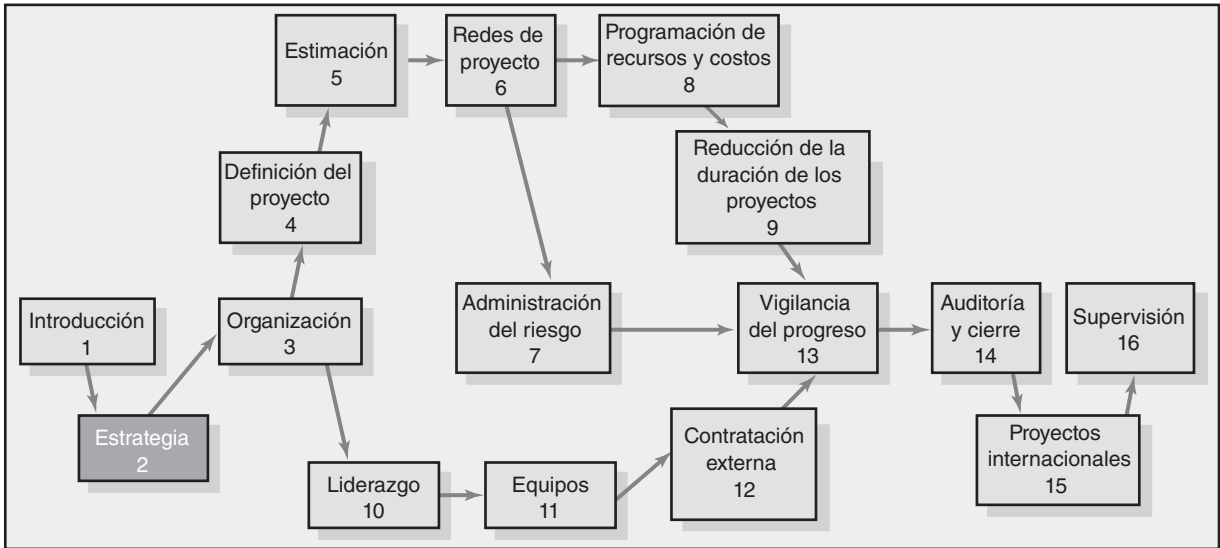 Estimación
5
Redes de
proyecto
6
Programación de
recursos y costos
8
Reducción de la
duración de los
proyectos
9
Definición del
proyecto
4
Introducción
1
Organización
3
Administración
del riesgo
7
Vigilancia
del progreso
13
Auditoría
y cierre
14
Supervisión
16
Estrategia
2
Liderazgo
10
Equipos
11
Contratación
externa
12
Proyectos
internacionales
15